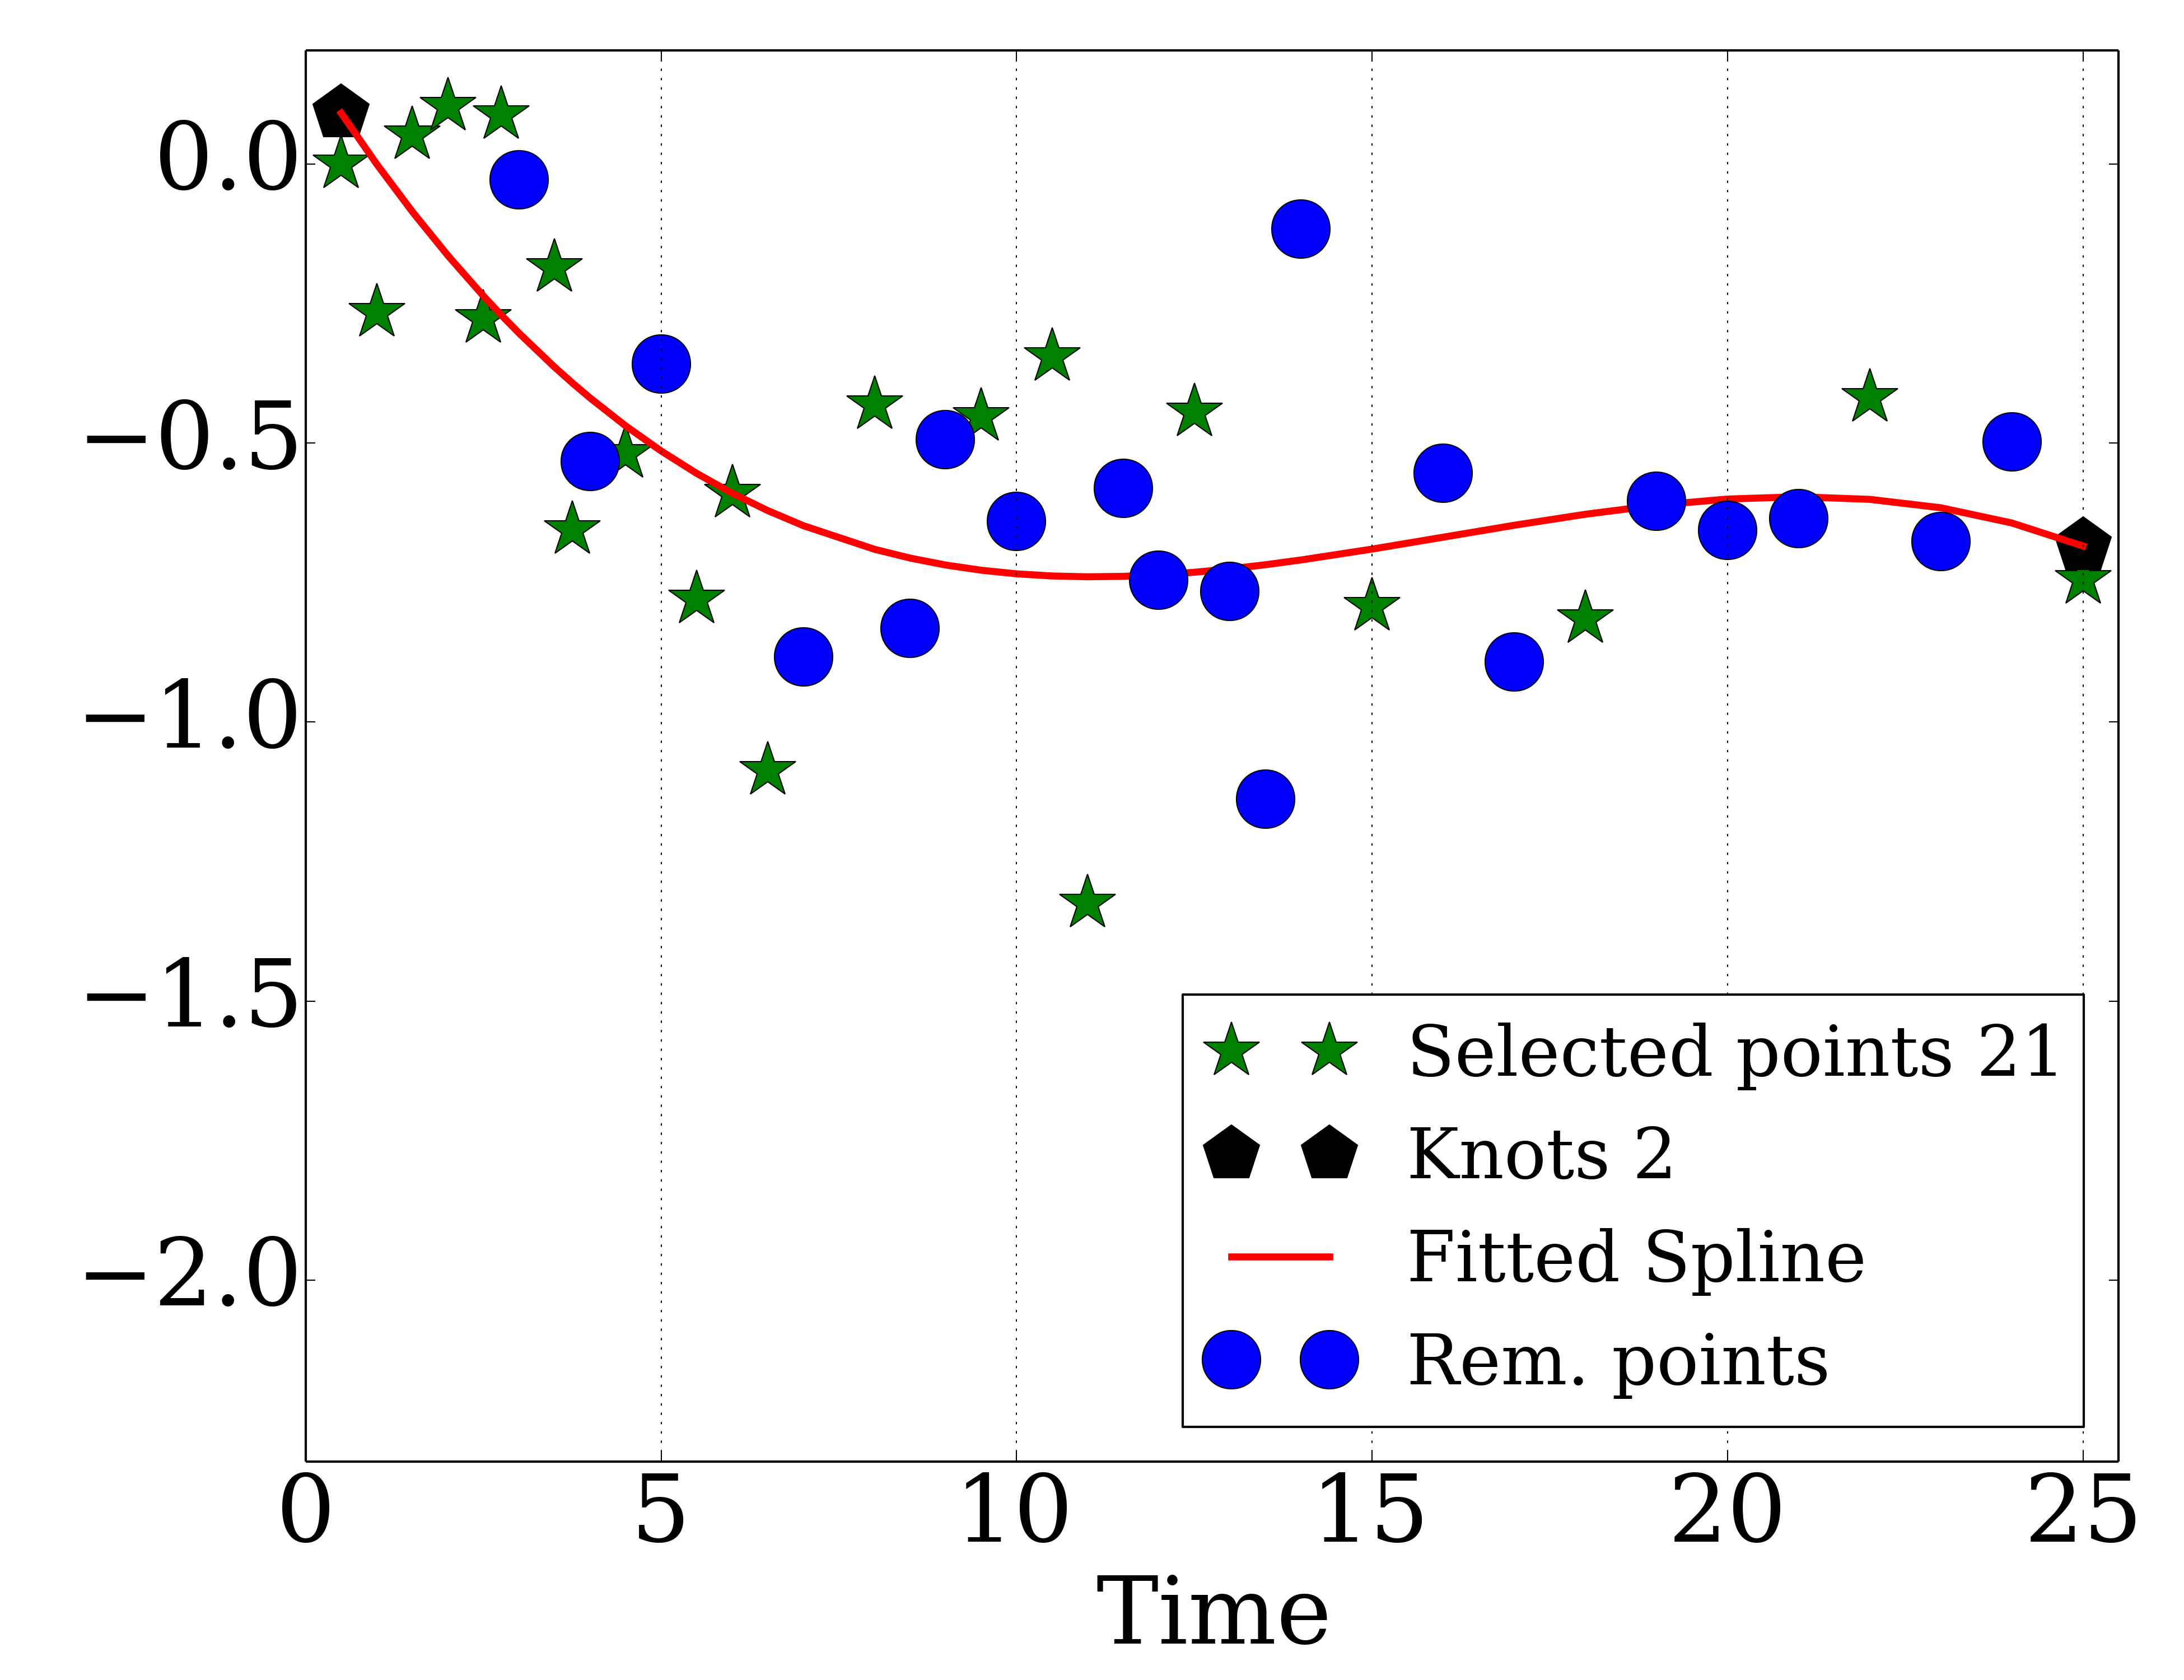 0.0
−0.5
−1.0
−1.5
−2.0
Selected points 21
Knots 2
Fitted Spline
Rem. points
0 5 10 15 20 25
Time